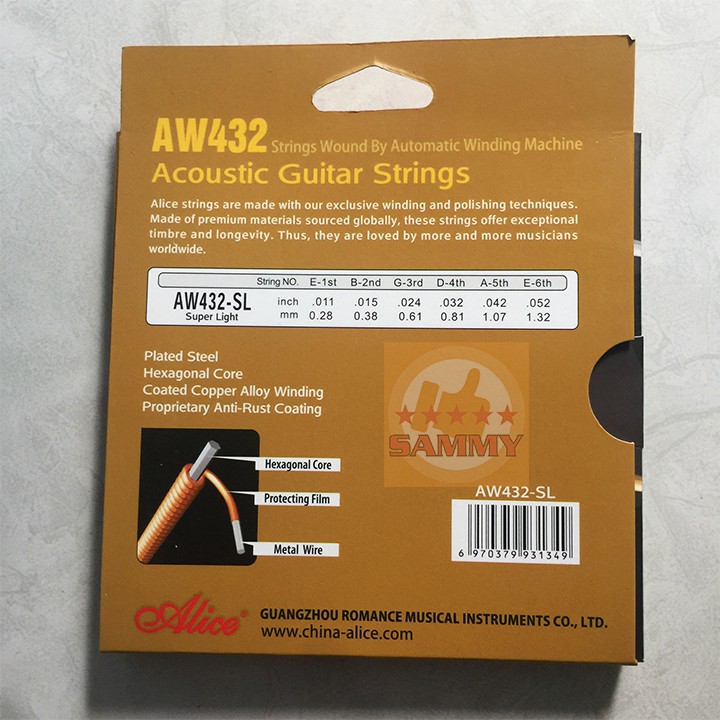 AW432 Strings Wound By Automatic Winding Machine
Acoustic Guitar Strings
Alice strings are made with our exclusive winding and polishing techniques.
Made of premium materials sourced globally, these strings offer exceptional
timbre and longevity. Thus, they are loved by more and more musicians
worldwide.
String NO. E-1st B-2nd G-3rd D-4th A-5th E-6th
AW432-SL inch .011 .015 .024 .032 .042 .052
Super Light mm 0.28 0.38 0.61 0.81 1.07 1.32
Plated Steel
Hexagonal Core
Coated Copper Alloy Winding
Proprietary Anti-Rust Coating
SAMMY
Hexagonal Core
Protecting Film
Metal Wire
AW432-SL
6 970379 931349
Alice®
GUANGZHOU ROMANCE MUSICAL INSTRUMENTS CO., LTD.
www.china-alice.com